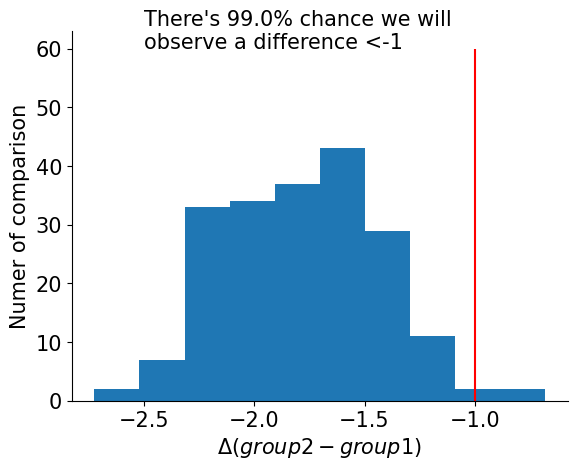 There's 99.0% chance we will
observe a difference <-1
60
50
40
30
20
10
0
Numer of comparison
−2.5 −2.0 −1.5 −1.0
Δ(group2 − group1)